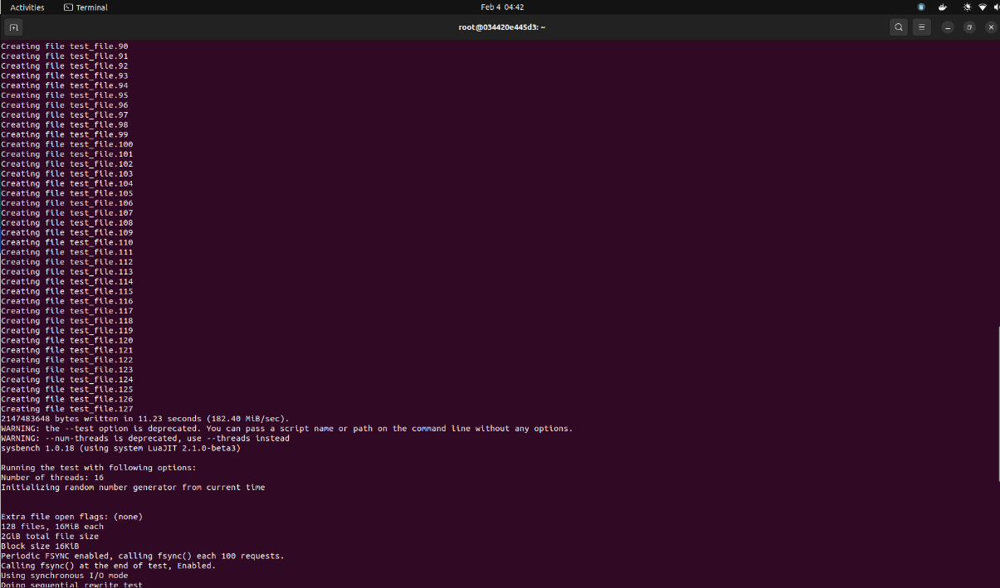 Activities
Terminal
Feb 4 04:42
root@034420e445d3: ~
Creating file test_file.90
Creating file test_file.91
Creating file test_file.92
Creating file test_file.93
Creating file test_file.94
Creating file test_file.95
Creating file test_file.96
Creating file test_file.97
Creating file test_file.98
Creating file test_file.99
Creating file test_file.100
Creating file test_file.101
Creating file test_file.102
Creating file test_file.103
Creating file test_file.104
Creating file test_file.105
Creating file test_file.106
Creating file test_file.107
Creating file test_file.108
Creating file test_file.109
Creating file test_file.110
Creating file test_file.111
Creating file test_file.112
Creating file test_file.113
Creating file test_file.114
Creating file test_file.115
Creating file test_file.116
Creating file test_file.117
Creating file test_file.118
Creating file test_file.119
Creating file test_file.120
Creating file test_file.121
Creating file test_file.122
Creating file test_file.123
Creating file test_file.124
Creating file test_file.125
Creating file test_file.126
Creating file test_file.127
2147483648 bytes written in 11.23 seconds (182.40 MiB/sec).
WARNING: the --test option is deprecated. You can pass a script name or path on the command line without any options.
WARNING: --num-threads is deprecated, use --threads instead
sysbench 1.0.18 (using system LuaJIT 2.1.0-beta3)
Running the test with following options:
Number of threads: 16
Initializing random number generator from current time
Extra file open flags: (none)
128 files, 16MiB each
2GiB total file size
Block size 16KiB
Periodic FSYNC enabled, calling fsync() each 100 requests.
Calling fsync() at the end of test, Enabled.
Using synchronous I/O mode
Doing sequential rewrite test